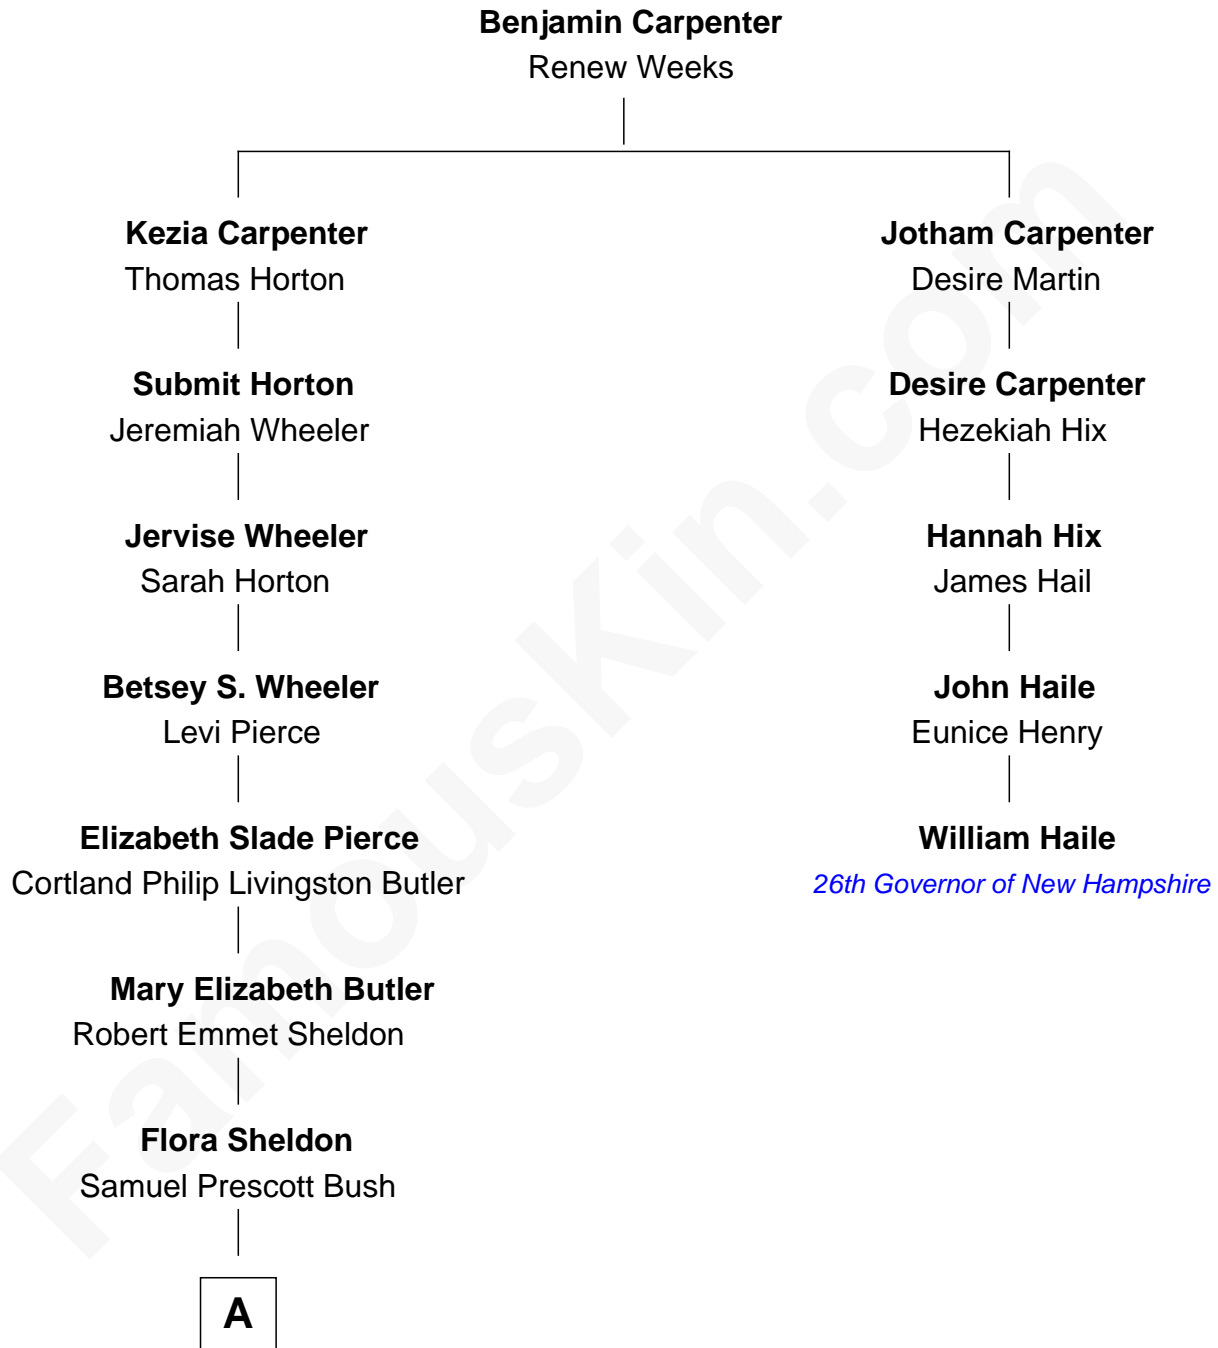 Benjamin Carpenter
Renew Weeks
Kezia Carpenter
Thomas Horton
Jotham Carpenter
Desire Martin
Submit Horton
Jeremiah Wheeler
Desire Carpenter
Hezekiah Hix
Jervise Wheeler
Sarah Horton
Hannah Hix
James Hail
Betsey S. Wheeler
Levi Pierce
John Haile
Eunice Henry
Elizabeth Slade Pierce
Cortland Philip Livingston Butler
William Haile
26th Governor of New Hampshire
Mary Elizabeth Butler
Robert Emmet Sheldon
Flora Sheldon
Samuel Prescott Bush
A
FamousKin.com